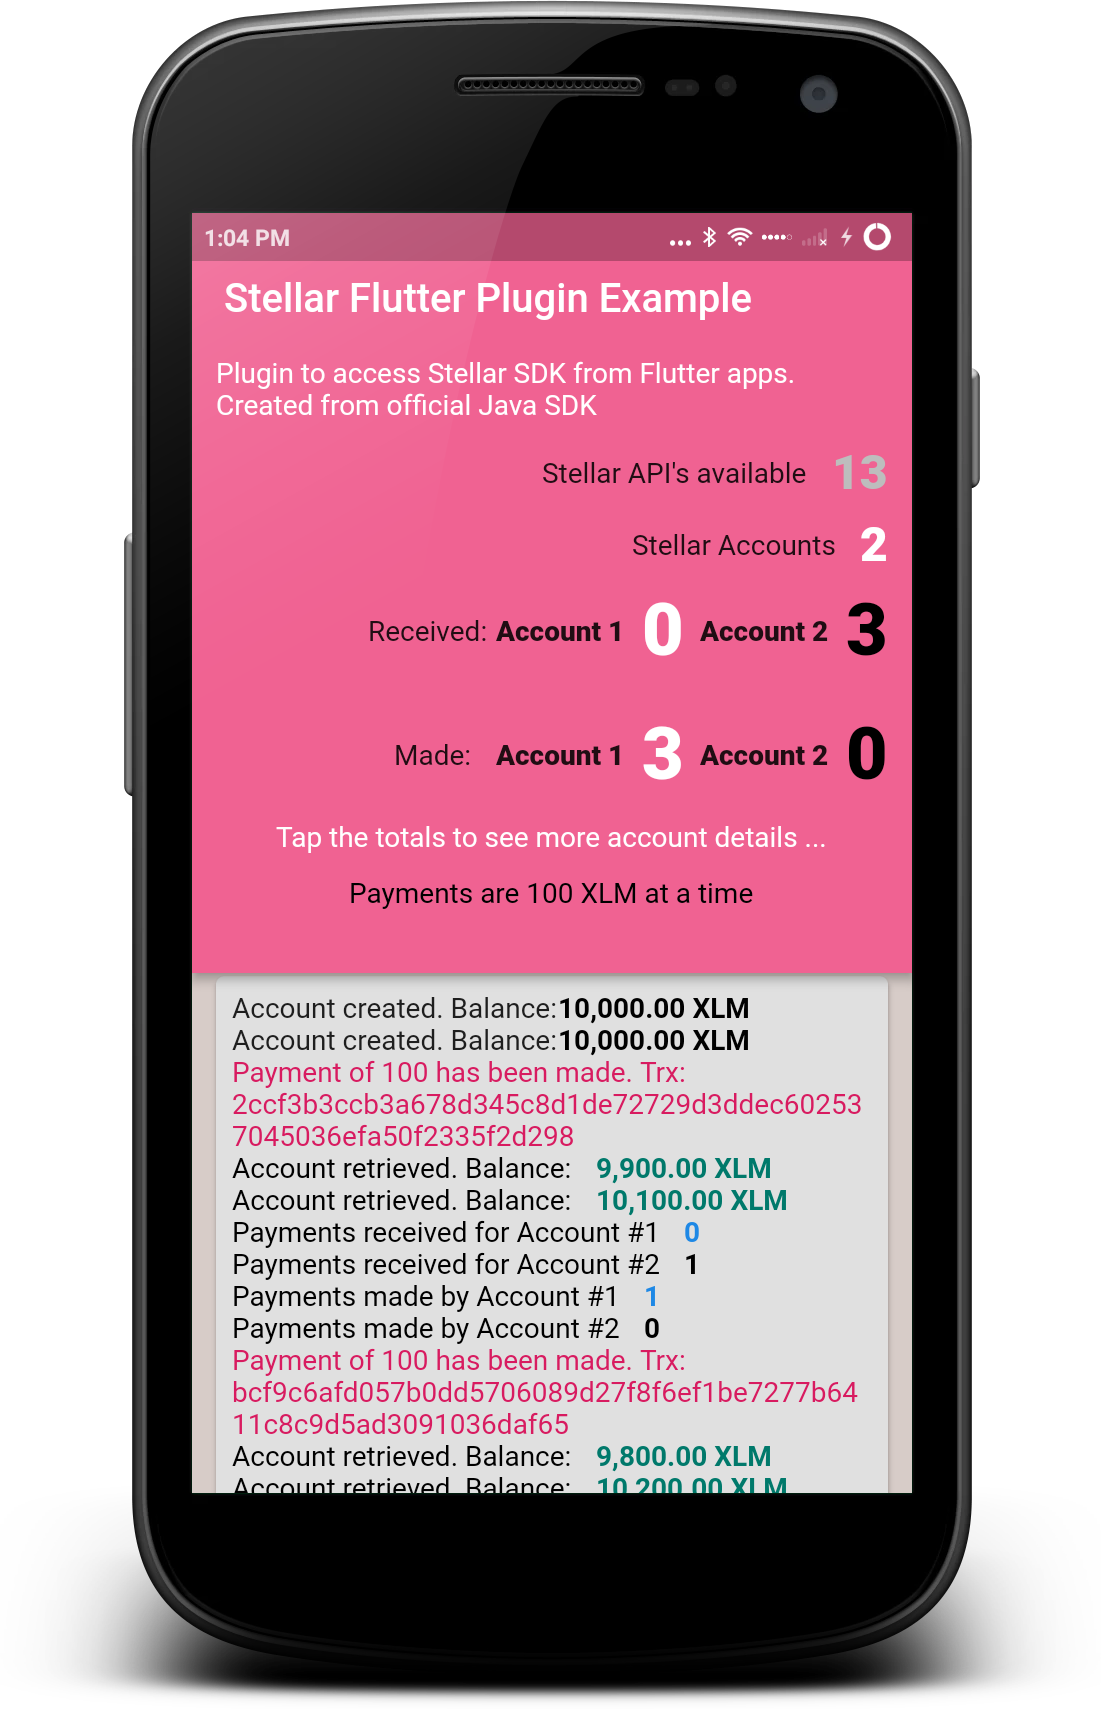 1:04 PM
Stellar Flutter Plugin Example
Plugin to access Stellar SDK from Flutter apps.
Created from official Java SDK
Stellar API's available 13
Stellar Accounts 2
Received: Account 1 0 Account 2 3
Made: Account 1 3 Account 2 0
Tap the totals to see more account details ...
Payments are 100 XLM at a time
Account created. Balance:10,000.00 XLM
Account created. Balance:10,000.00 XLM
Payment of 100 has been made. Trx:
2ccf3b3ccb3a678d345c8d1de72729d3ddec60253
7045036efa50f2335f2d298
Account retrieved. Balance: 9,900.00 XLM
Account retrieved. Balance: 10,100.00 XLM
Payments received for Account #1 0
Payments received for Account #2 1
Payments made by Account #1 1
Payments made by Account #2 0
Payment of 100 has been made. Trx:
bcf9c6afd057b0dd5706089d27f8f6ef1be7277b64
11c8c9d5ad3091036daf65
Account retrieved. Balance: 9,800.00 XLM
Account retrieved. Balance: 10,200.00 XLM